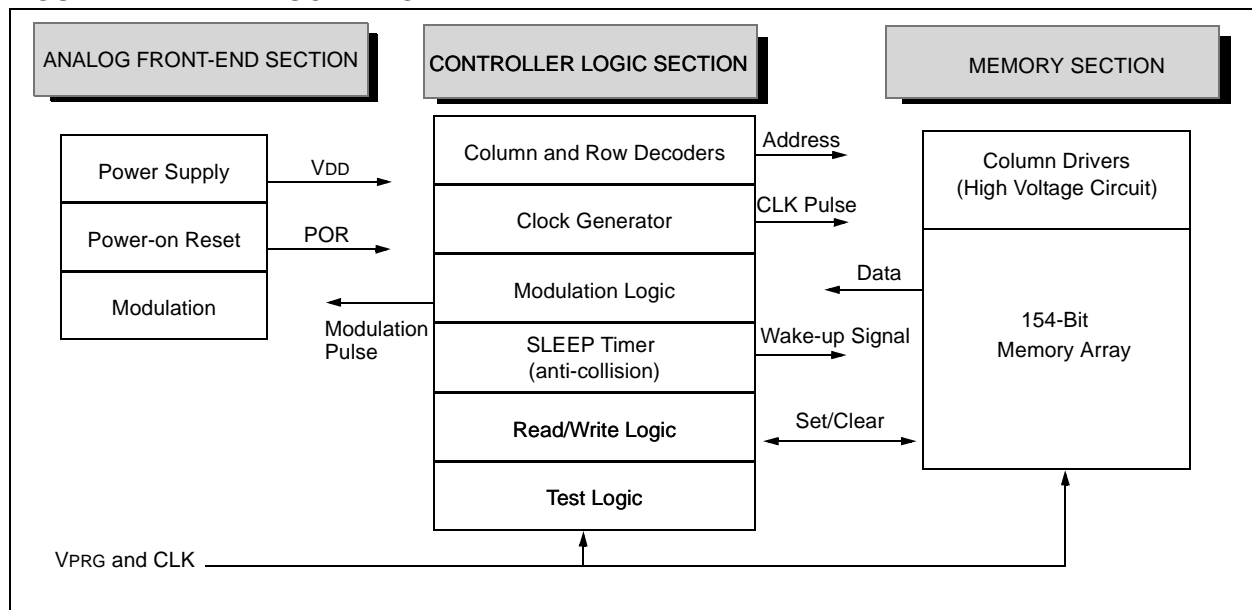 ANALOG FRONT-END SECTION
CONTROLLER LOGIC SECTION
MEMORY SECTION
Power Supply
Power-on Reset
Modulation
VDD
POR
Modulation
Pulse
Column and Row Decoders
Clock Generator
Modulation Logic
SLEEP Timer
(anti-collision)
Read/Write Logic
Test Logic
Address
CLK Pulse
Data
Wake-up Signal
Set/Clear
Column Drivers
(High Voltage Circuit)
154-Bit
Memory Array
VPRG and CLK